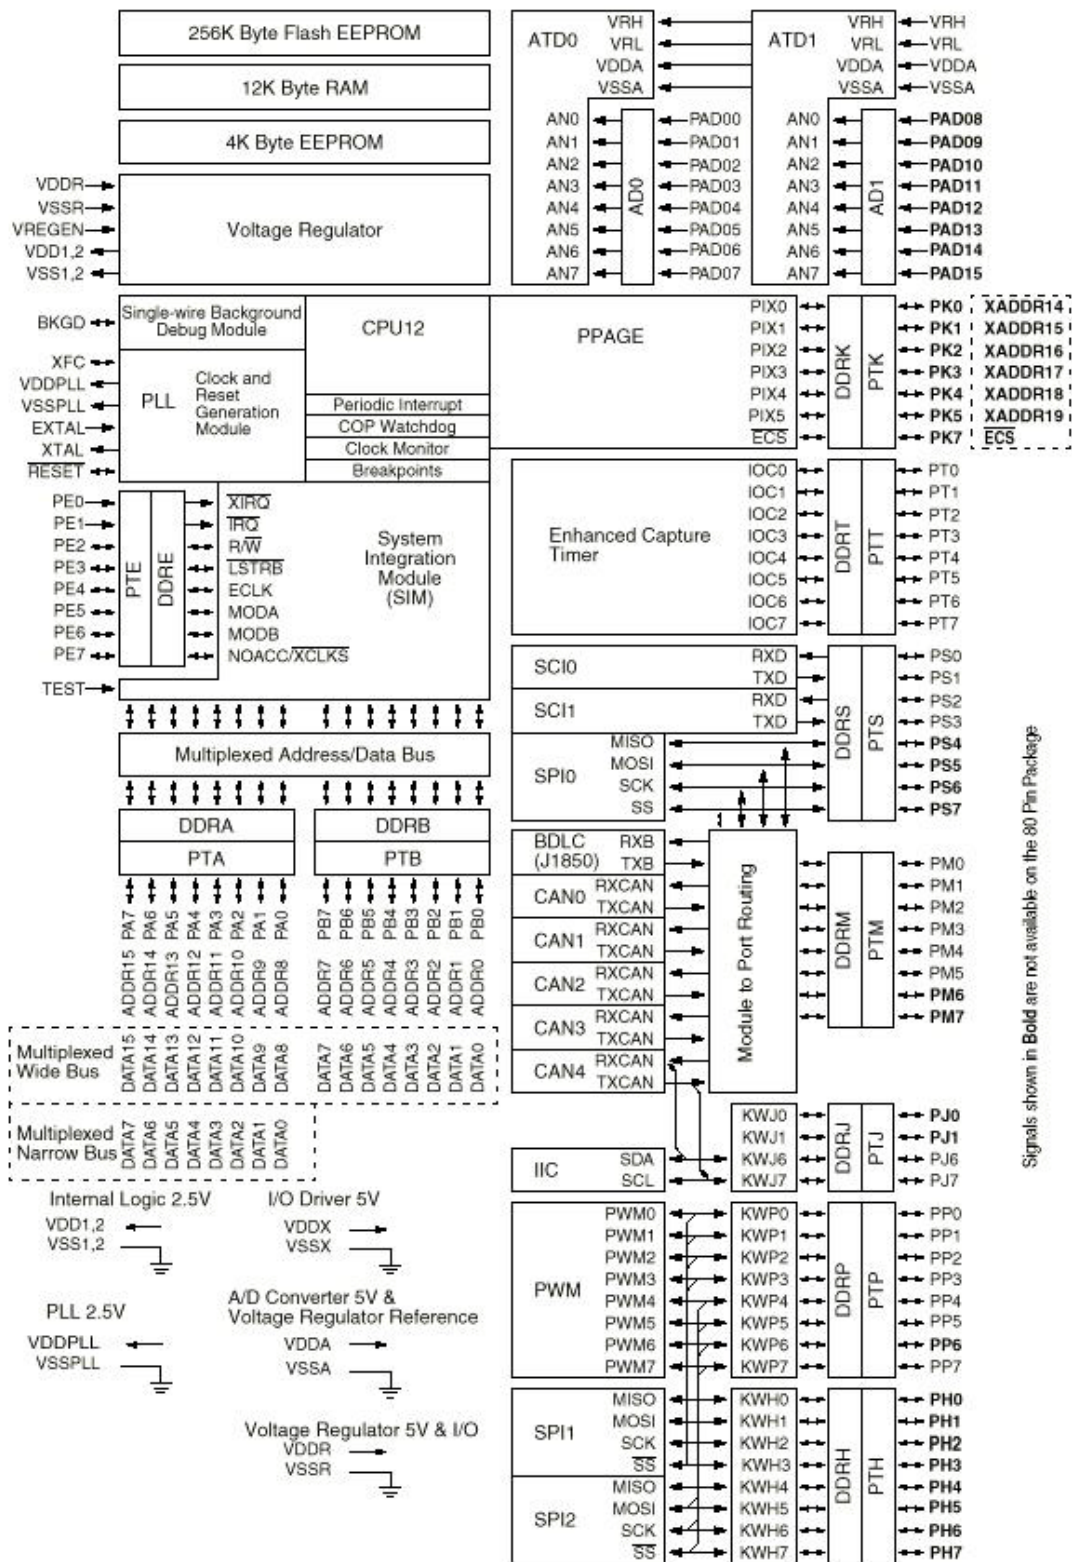 256K Byte Flash EEPROM
12K Byte RAM
4K Byte EEPROM
VDDR
VSSR
VREGEN
VDD1,2
VSS1,2
Voltage Regulator
ATD0
VRH
VRL
VDDA
VSSA
AN0
AN1
AN2
AN3
AN4
AN5
AN6
AN7
AD0
PAD00
PAD01
PAD02
PAD03
PAD04
PAD05
PAD06
PAD07
ATD1
VRH
VRL
VDDA
VSSA
VRH
VRL
VDDA
VSSA
AN0
AN1
AN2
AN3
AN4
AN5
AN6
AN7
AD1
PAD08
PAD09
PAD10
PAD11
PAD12
PAD13
PAD14
PAD15
BKGD
XFC
VDDPLL
VSSPLL
EXTAL
XTAL
RESET
Single-wire Background
Debug Module
PLL
Clock and
Reset
Generation
Module
CPU12
Periodic Interrupt
COP Watchdog
Clock Monitor
Breakpoints
PPAGE
PIX0
PIX1
PIX2
PIX3
PIX4
PIX5
ECS
DDRK
PTK
PK0
PK1
PK2
PK3
PK4
PK5
PK7
XADDR14
XADDR15
XADDR16
XADDR17
XADDR18
XADDR19
ECS
PE0
PE1
PE2
PE3
PE4
PE5
PE6
PE7
TEST
PTE
DDRE
XIRQ
IRQ
R/W
LSTRB
ECLK
MODA
MODB
NOACC/XCLKS
System
Integration
Module
(SIM)
Enhanced Capture
Timer
IOC0
IOC1
IOC2
IOC3
IOC4
IOC5
IOC6
IOC7
DDRT
PTT
PT0
PT1
PT2
PT3
PT4
PT5
PT6
PT7
SCI0
RXD
TXD
SCI1
RXD
TXD
SPI0
MISO
MOSI
SCK
SS
DDRS
PTS
PS0
PS1
PS2
PS3
PS4
PS5
PS6
PS7
Multiplexed Address/Data Bus
DDRA
PTA
DDRB
PTB
PA7
PA6
PA5
PA4
PA3
PA2
PA1
PA0
PB7
PB6
PB5
PB4
PB3
PB2
PB1
PB0
ADDR15
ADDR14
ADDR13
ADDR12
ADDR11
ADDR10
ADDR9
ADDR8
ADDR7
ADDR6
ADDR5
ADDR4
ADDR3
ADDR2
ADDR1
ADDR0
Multiplexed
Wide Bus
DATA15
DATA14
DATA13
DATA12
DATA11
DATA10
DATA9
DATA8
DATA7
DATA6
DATA5
DATA4
DATA3
DATA2
DATA1
DATA0
Multiplexed
Narrow Bus
DATA7
DATA6
DATA5
DATA4
DATA3
DATA2
DATA1
DATA0
BDLC
(J1850)
RXB
TXB
CAN0
RXCAN
TXCAN
CAN1
RXCAN
TXCAN
CAN2
RXCAN
TXCAN
CAN3
RXCAN
TXCAN
CAN4
RXCAN
TXCAN
Module to Port Routing
DDRM
PTM
PM0
PM1
PM2
PM3
PM4
PM5
PM6
PM7
IIC
SDA
SCL
KWJ0
KWJ1
KWJ6
KWJ7
DDRJ
PTJ
PJ0
PJ1
PJ6
PJ7
PWM
PWM0
PWM1
PWM2
PWM3
PWM4
PWM5
PWM6
PWM7
KWP0
KWP1
KWP2
KWP3
KWP4
KWP5
KWP6
KWP7
DDRP
PTP
PP0
PP1
PP2
PP3
PP4
PP5
PP6
PP7
SPI1
MISO
MOSI
SCK
SS
SPI2
MISO
MOSI
SCK
SS
KWH0
KWH1
KWH2
KWH3
KWH4
KWH5
KWH6
KWH7
DDRH
PTH
PH0
PH1
PH2
PH3
PH4
PH5
PH6
PH7
Internal Logic 2.5V
VDD1,2
VSS1,2
I/O Driver 5V
VDDX
VSSX
PLL 2.5V
VDDPLL
VSSPLL
A/D Converter 5V &
Voltage Regulator Reference
VDDA
VSSA
Voltage Regulator 5V & I/O
VDDR
VSSR
Signals shown in Bold are not available on the 80 Pin Package